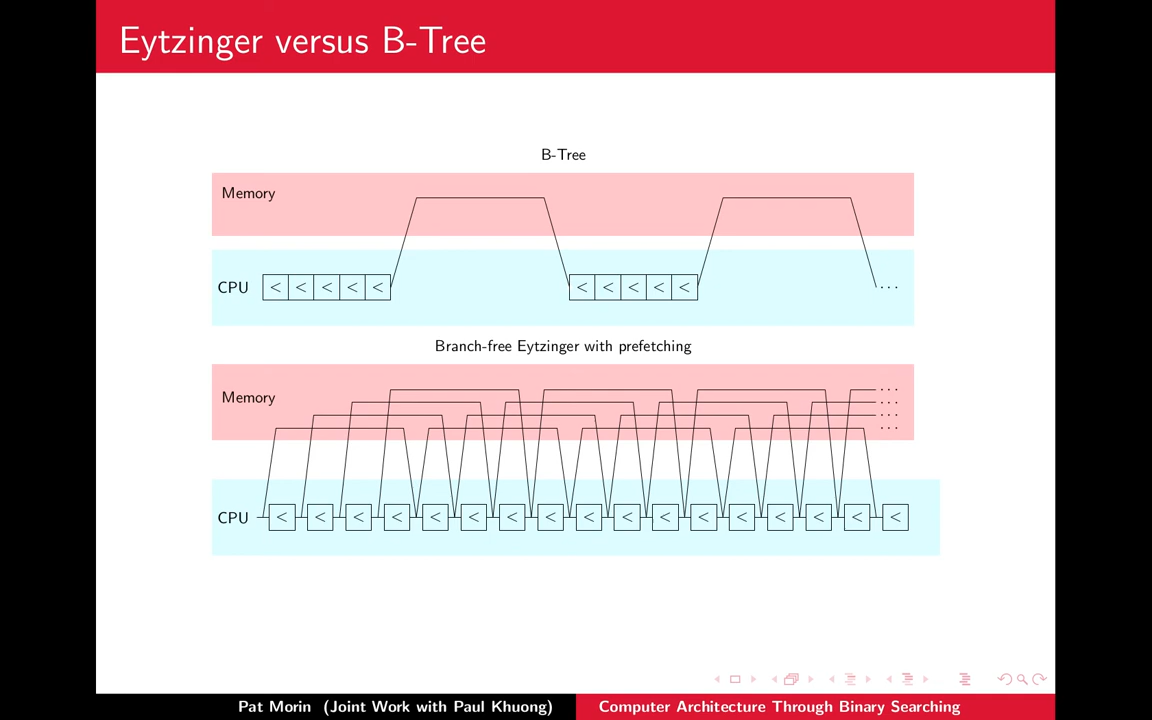 Eytzinger versus B-Tree
B-Tree
Memory
CPU < < < < < < < < < < · · ·
Branch-free Eytzinger with prefetching
Memory
· · ·
· · ·
· · ·
· · ·
CPU < < < < < < < < < < < < < < < < <
Pat Morin (Joint Work with Paul Khuong) Computer Architecture Through Binary Searching